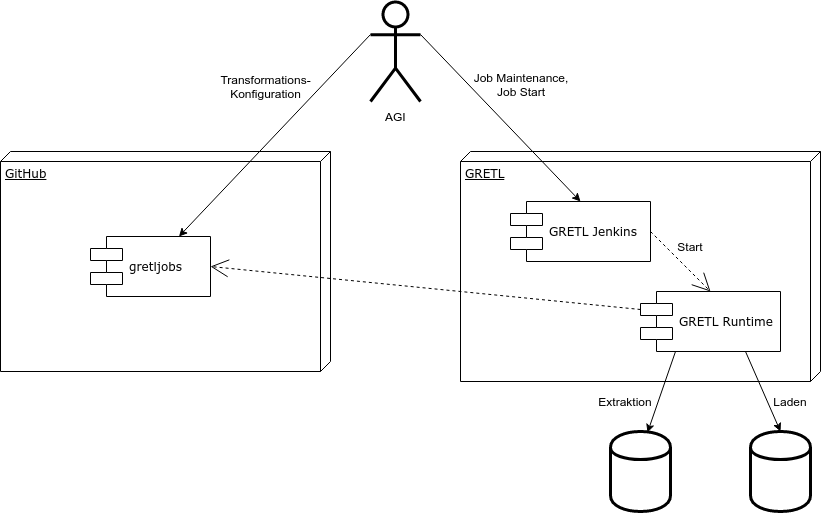 Transformations-
Konfiguration
Job Maintenance,
Job Start
AGI
GitHub
GRETL
GRETL Jenkins
gretljobs
Start
GRETL Runtime
Extraktion
Laden